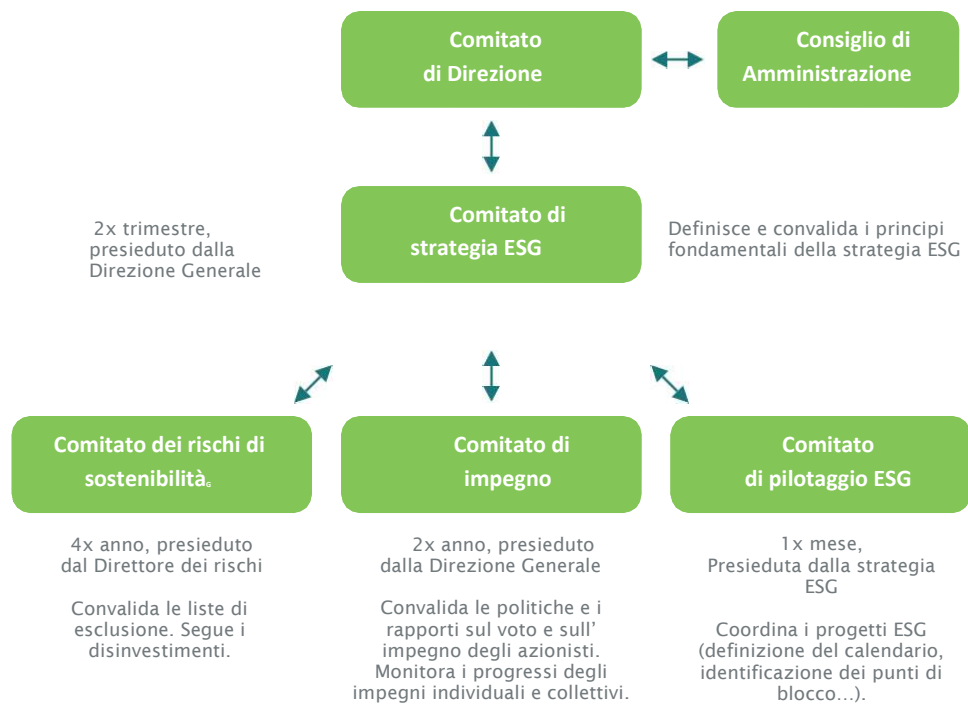 Comitato
di Direzione
Consiglio di
Amministrazione
2x trimestre,
presieduto dalla
Direzione Generale
Comitato di
strategia ESG
Definisce e convalida i principi
fondamentali della strategia ESG
Comitato dei rischi di
sostenibilità G
4x anno, presieduto
dal Direttore dei rischi
Convalida le liste di
esclusione. Segue i
disinvestimenti.
Comitato di
impegno
2x anno, presieduto
dalla Direzione Generale
Convalida le politiche e i
rapporti sul voto e sull'
impegno degli azionisti.
Monitora i progressi degli
impegni individuali e collettivi.
Comitato
di pilotaggio ESG
1x mese,
Presieduta dalla strategia
ESG
Coordina i progetti ESG
(definizione del calendario,
identificazione dei punti di
blocco...).